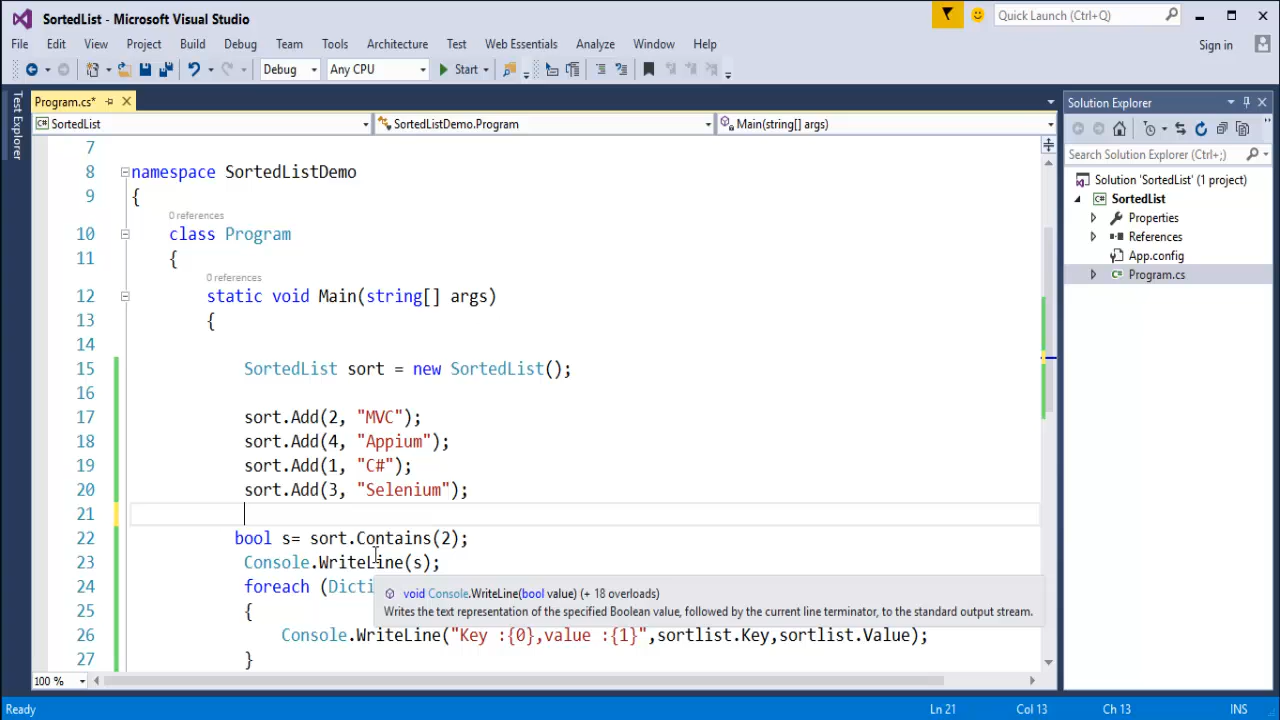 SortedList - Microsoft Visual Studio
Quick Launch (Ctrl+Q)
File Edit View Project Build Debug Team Tools Architecture Test Web Essentials Analyze Window Help
Sign in
Debug Any CPU Start
Test Explorer
Program.cs*
SortedList SortedListDemo.Program Main(string[] args)
7
8 namespace SortedListDemo
9 {
0 references
10 class Program
11 {
0 references
12 static void Main(string[] args)
13 {
14
15 SortedList sort = new SortedList();
16
17 sort.Add(2, "MVC");
18 sort.Add(4, "Appium");
19 sort.Add(1, "C#");
20 sort.Add(3, "Selenium");
21
22 bool s= sort.Contains(2);
23 Console.WriteLine(s);
24 foreach (Dicti
void Console.WriteLine(bool value) (+ 18 overloads)
Writes the text representation of the specified Boolean value, followed by the current line terminator, to the standard output stream.
25 {
26 Console.WriteLine("Key :{0},value :{1}",sortlist.Key,sortlist.Value);
27 }
100 %
Solution Explorer
Search Solution Explorer (Ctrl+;)
Solution 'SortedList' (1 project)
C# SortedList
Properties
References
App.config
C# Program.cs
Ready Ln 21 Col 13 Ch 13 INS